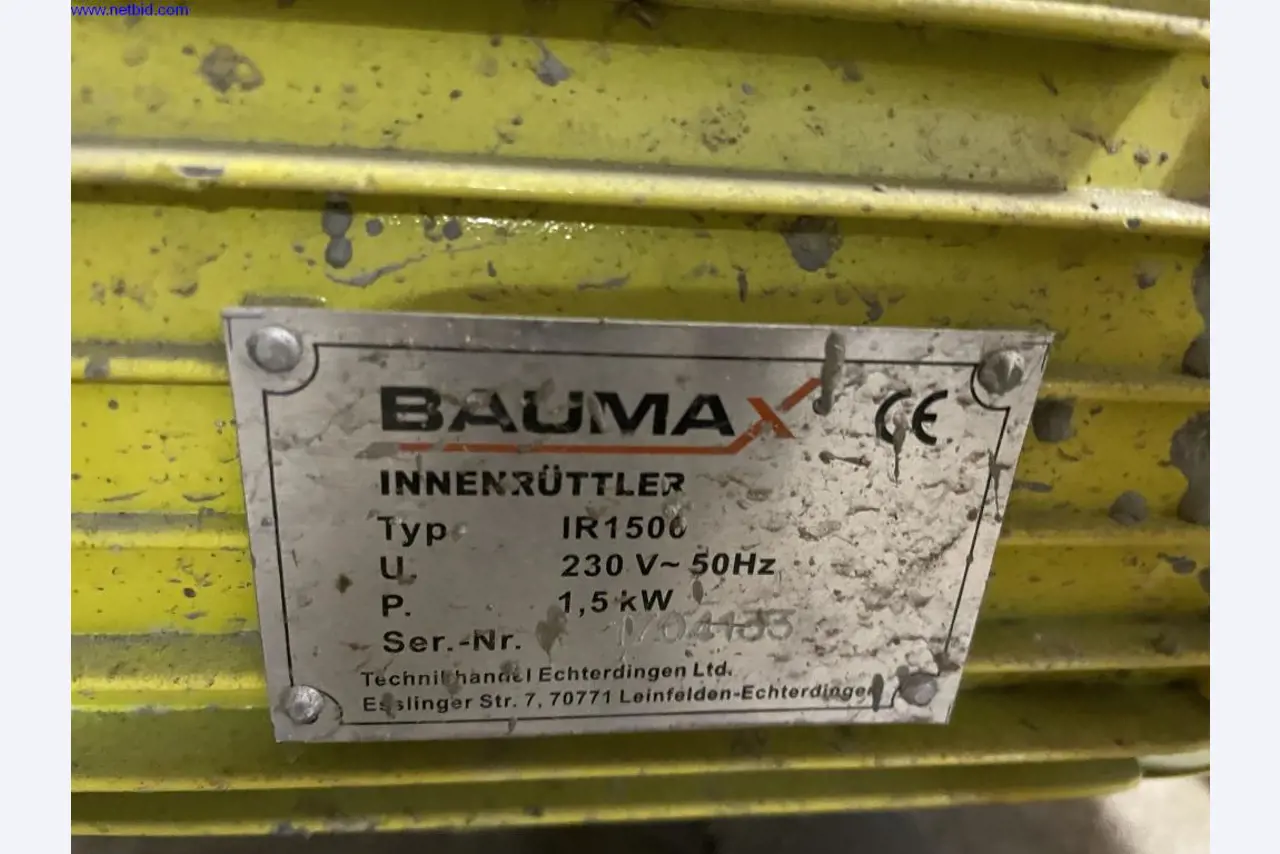 www.netbid.com
BAUMAX
CE
INNENRÜTTLER
Typ IR1500
U. 230 V~ 50Hz
P. 1,5 kW
Ser.-Nr.
Technikhandel Echterdingen Ltd.
Esslinger Str. 7, 70771 Leinfelden-Echterdingen